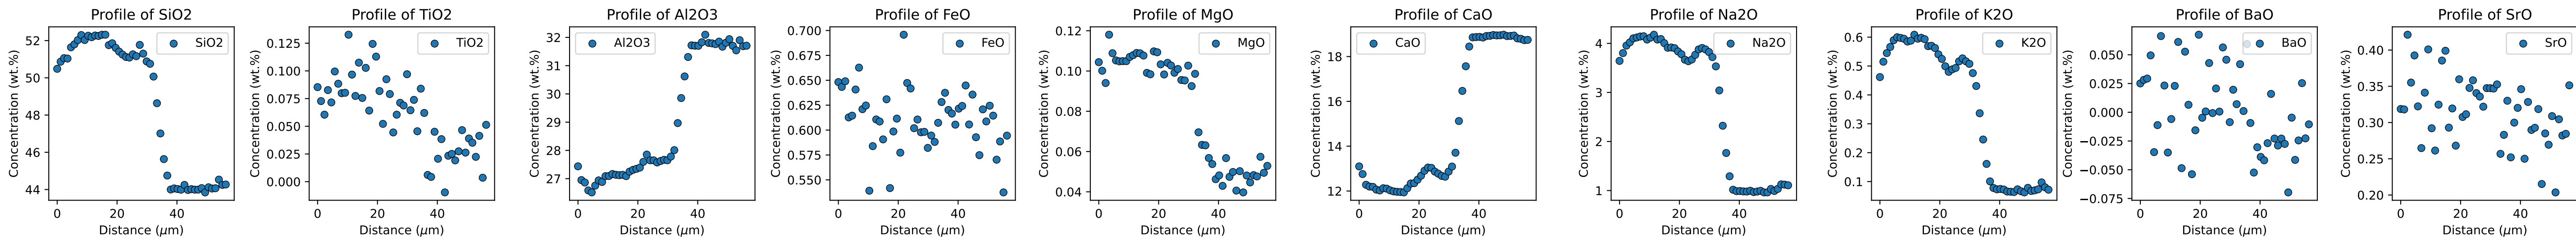 Profile of SiO2
Concentration (wt.%)
52
50
48
46
44
SiO2
0
20
40
Distance (μm)
Profile of TiO2
Concentration (wt.%)
0.125
0.100
0.075
0.050
0.025
0.000
TiO2
0
20
40
Distance (μm)
Profile of Al2O3
Concentration (wt.%)
32
31
30
29
28
27
Al2O3
0
20
40
Distance (μm)
Profile of FeO
Concentration (wt.%)
0.700
0.675
0.650
0.625
0.600
0.575
0.550
FeO
0
20
40
Distance (μm)
Profile of MgO
Concentration (wt.%)
0.12
0.10
0.08
0.06
0.04
MgO
0
20
40
Distance (μm)
Profile of CaO
Concentration (wt.%)
18
16
14
12
CaO
0
20
40
Distance (μm)
Profile of Na2O
Concentration (wt.%)
4
3
2
1
Na2O
0
20
40
Distance (μm)
Profile of K2O
Concentration (wt.%)
0.6
0.5
0.4
0.3
0.2
0.1
K2O
0
20
40
Distance (μm)
Profile of BaO
Concentration (wt.%)
0.050
0.025
0.000
−0.025
−0.050
−0.075
BaO
0
20
40
Distance (μm)
Profile of SrO
Concentration (wt.%)
0.40
0.35
0.30
0.25
0.20
SrO
0
20
40
Distance (μm)